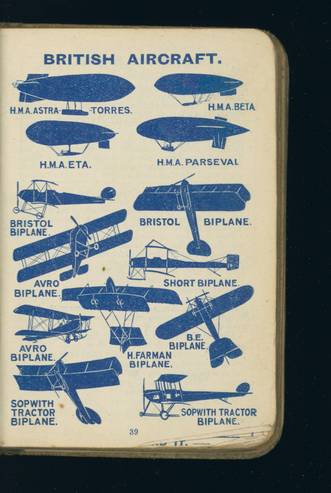 BRITISH AIRCRAFT.
H.M.A. ASTRA-TORRES.
H.M.A. BETA
H.M.A. ETA.
H.M.A. PARSEVAL
BRISTOL
BIPLANE.
BRISTOL BIPLANE.
AVRO
BIPLANE.
SHORT BIPLANE
AVRO
BIPLANE.
H. FARMAN
BIPLANE.
B.E.
BIPLANE.
SOPWITH
TRACTOR
BIPLANE.
SOPWITH TRACTOR
BIPLANE.
39